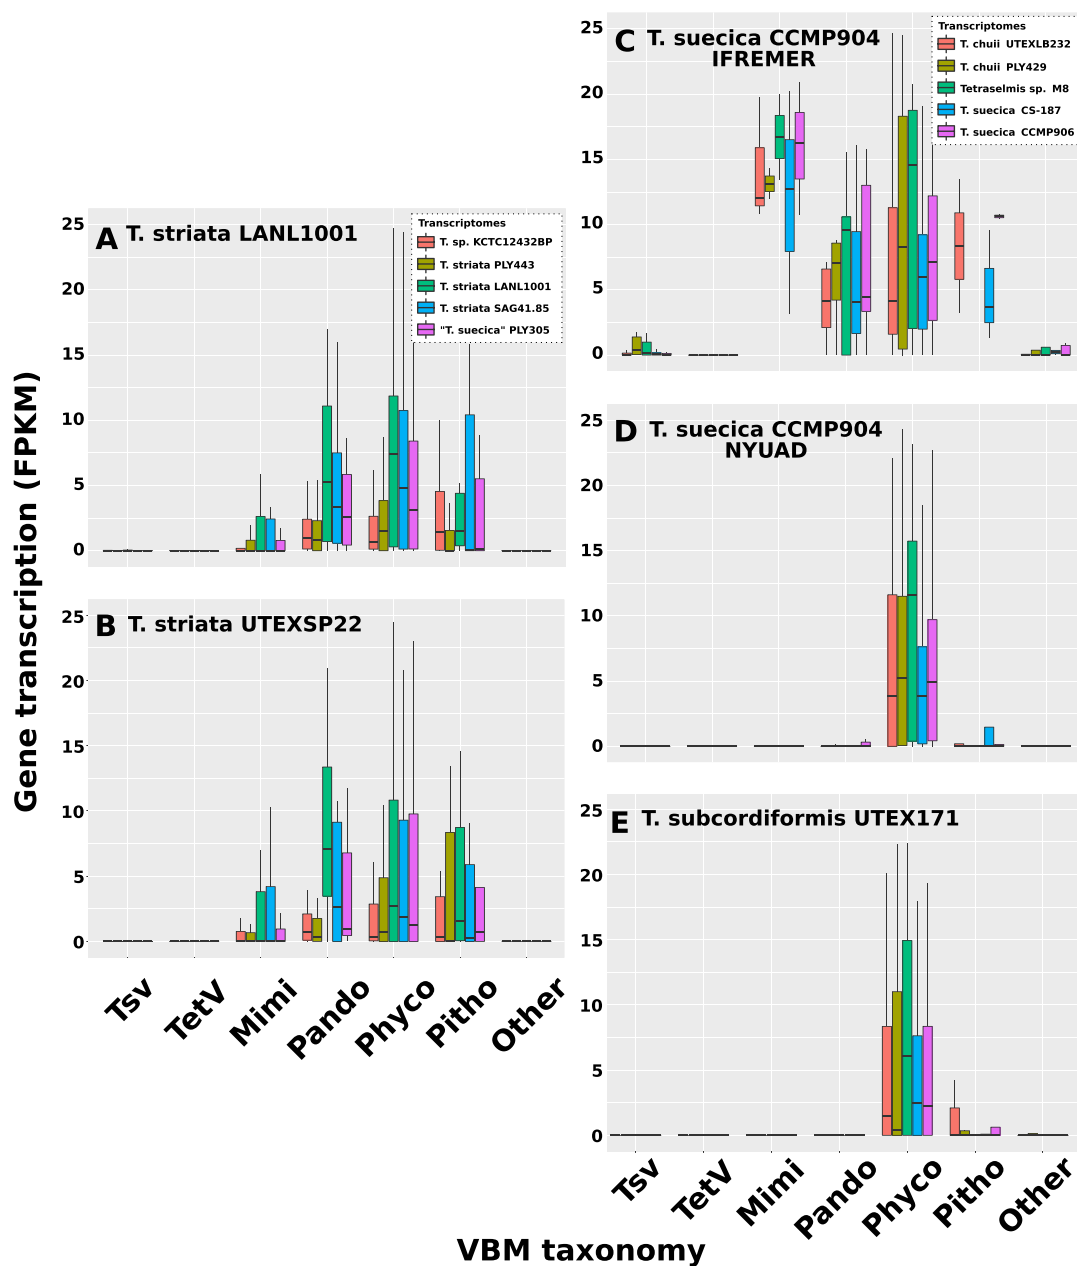 Gene transcription (FPKM)
A T. striata LANL1001
Transcriptomes
T. sp. KCTC12432BP
T. striata PLY443
T. striata LANL1001
T. striata SAG41.85
"T. suecica" PLY305
25
20
15
10
5
0
B T. striata UTEXSP22
25
20
15
10
5
0
Tsv
TetV
Mimi
Pando
Phyco
Pitho
Other
C T. suecica CCMP904
IFREMER
Transcriptomes
T. chuii UTEXLB232
T. chuii PLY429
Tetraselmis sp. M8
T. suecica CS-187
T. suecica CCMP906
25
20
15
10
5
0
D T. suecica CCMP904
NYUAD
25
20
15
10
5
0
E T. subcordiformis UTEX171
25
20
15
10
5
0
Tsv
TetV
Mimi
Pando
Phyco
Pitho
Other
VBM taxonomy